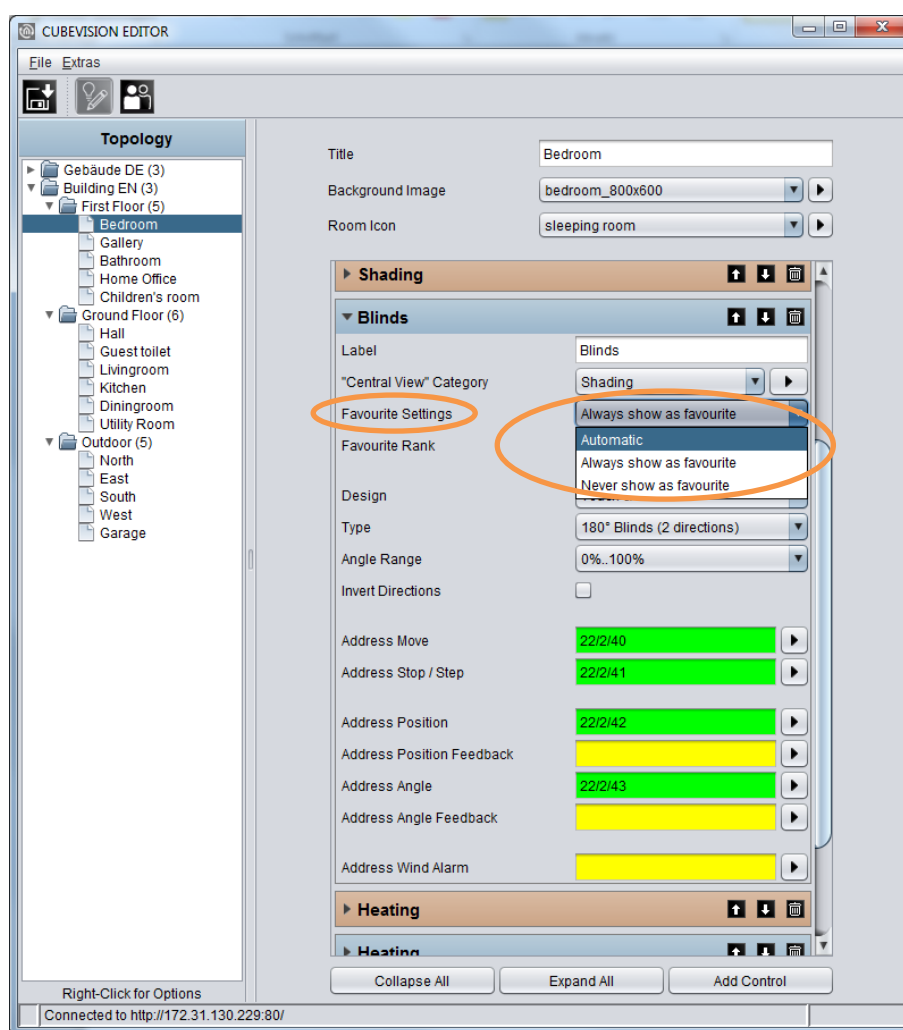 CUBEVISION EDITOR
File Extras
Topology
Gebäude DE (3)
Building EN (3)
First Floor (5)
Bedroom
Gallery
Bathroom
Home Office
Children's room
Ground Floor (6)
Hall
Guest toilet
Livingroom
Kitchen
Diningroom
Utility Room
Outdoor (5)
North
East
South
West
Garage
Right-Click for Options
Title Bedroom
Background Image bedroom_800x600
Room Icon sleeping room
Shading
Blinds
Label Blinds
"Central View" Category Shading
Favourite Settings Always show as favourite
Automatic
Always show as favourite
Never show as favourite
Favourite Rank
Design
Type 180° Blinds (2 directions)
Angle Range 0%..100%
Invert Directions
Address Move 22/2/40
Address Stop / Step 22/2/41
Address Position 22/2/42
Address Position Feedback
Address Angle 22/2/43
Address Angle Feedback
Address Wind Alarm
Heating
Heating
Collapse All Expand All Add Control
Connected to http://172.31.130.229:80/